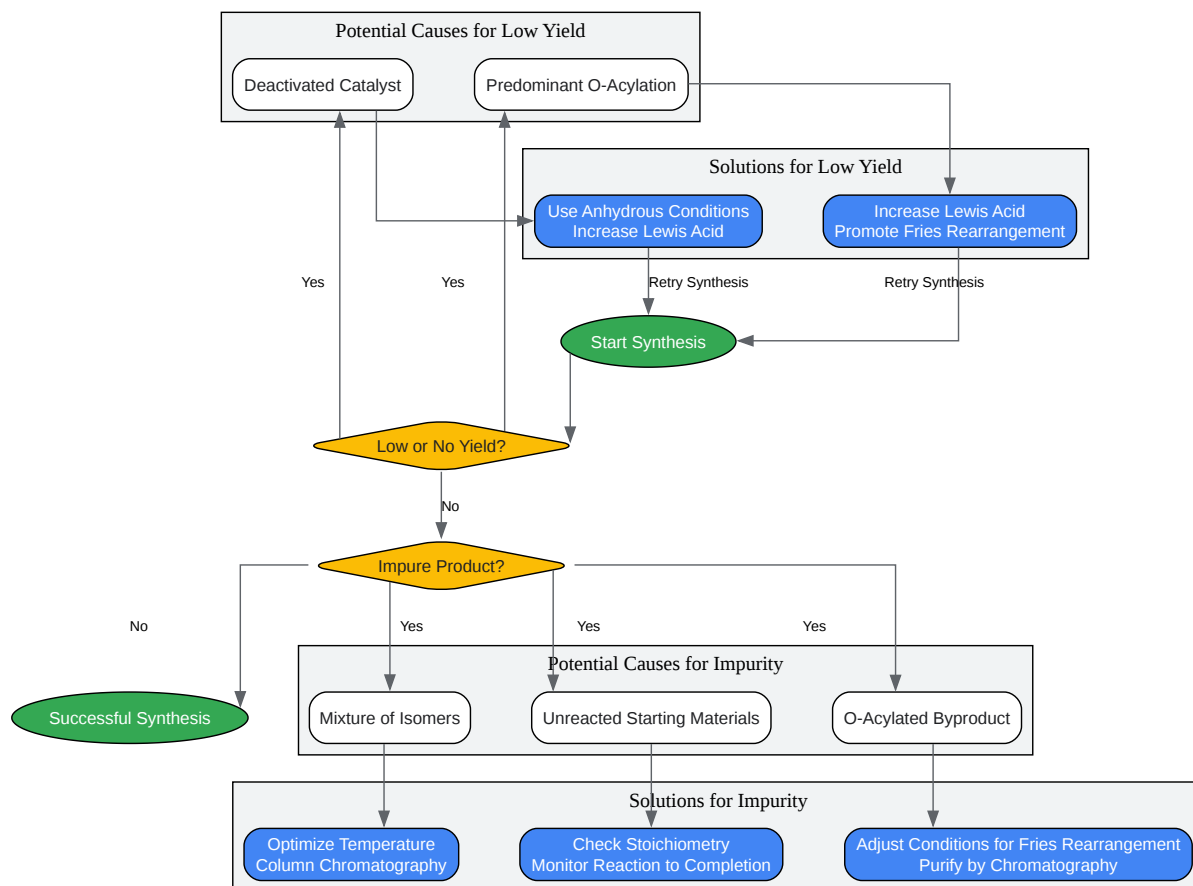 Potential Causes for Low Yield
Deactivated Catalyst
Predominant O-Acylation
Solutions for Low Yield
Use Anhydrous Conditions
Increase Lewis Acid
Increase Lewis Acid
Promote Fries Rearrangement
Yes
Yes
Retry Synthesis
Retry Synthesis
Start Synthesis
Low or No Yield?
No
Impure Product?
No
Yes
Yes
Yes
Potential Causes for Impurity
Successful Synthesis
Mixture of Isomers
Unreacted Starting Materials
O-Acylated Byproduct
Solutions for Impurity
Optimize Temperature
Column Chromatography
Check Stoichiometry
Monitor Reaction to Completion
Adjust Conditions for Fries Rearrangement
Purify by Chromatography